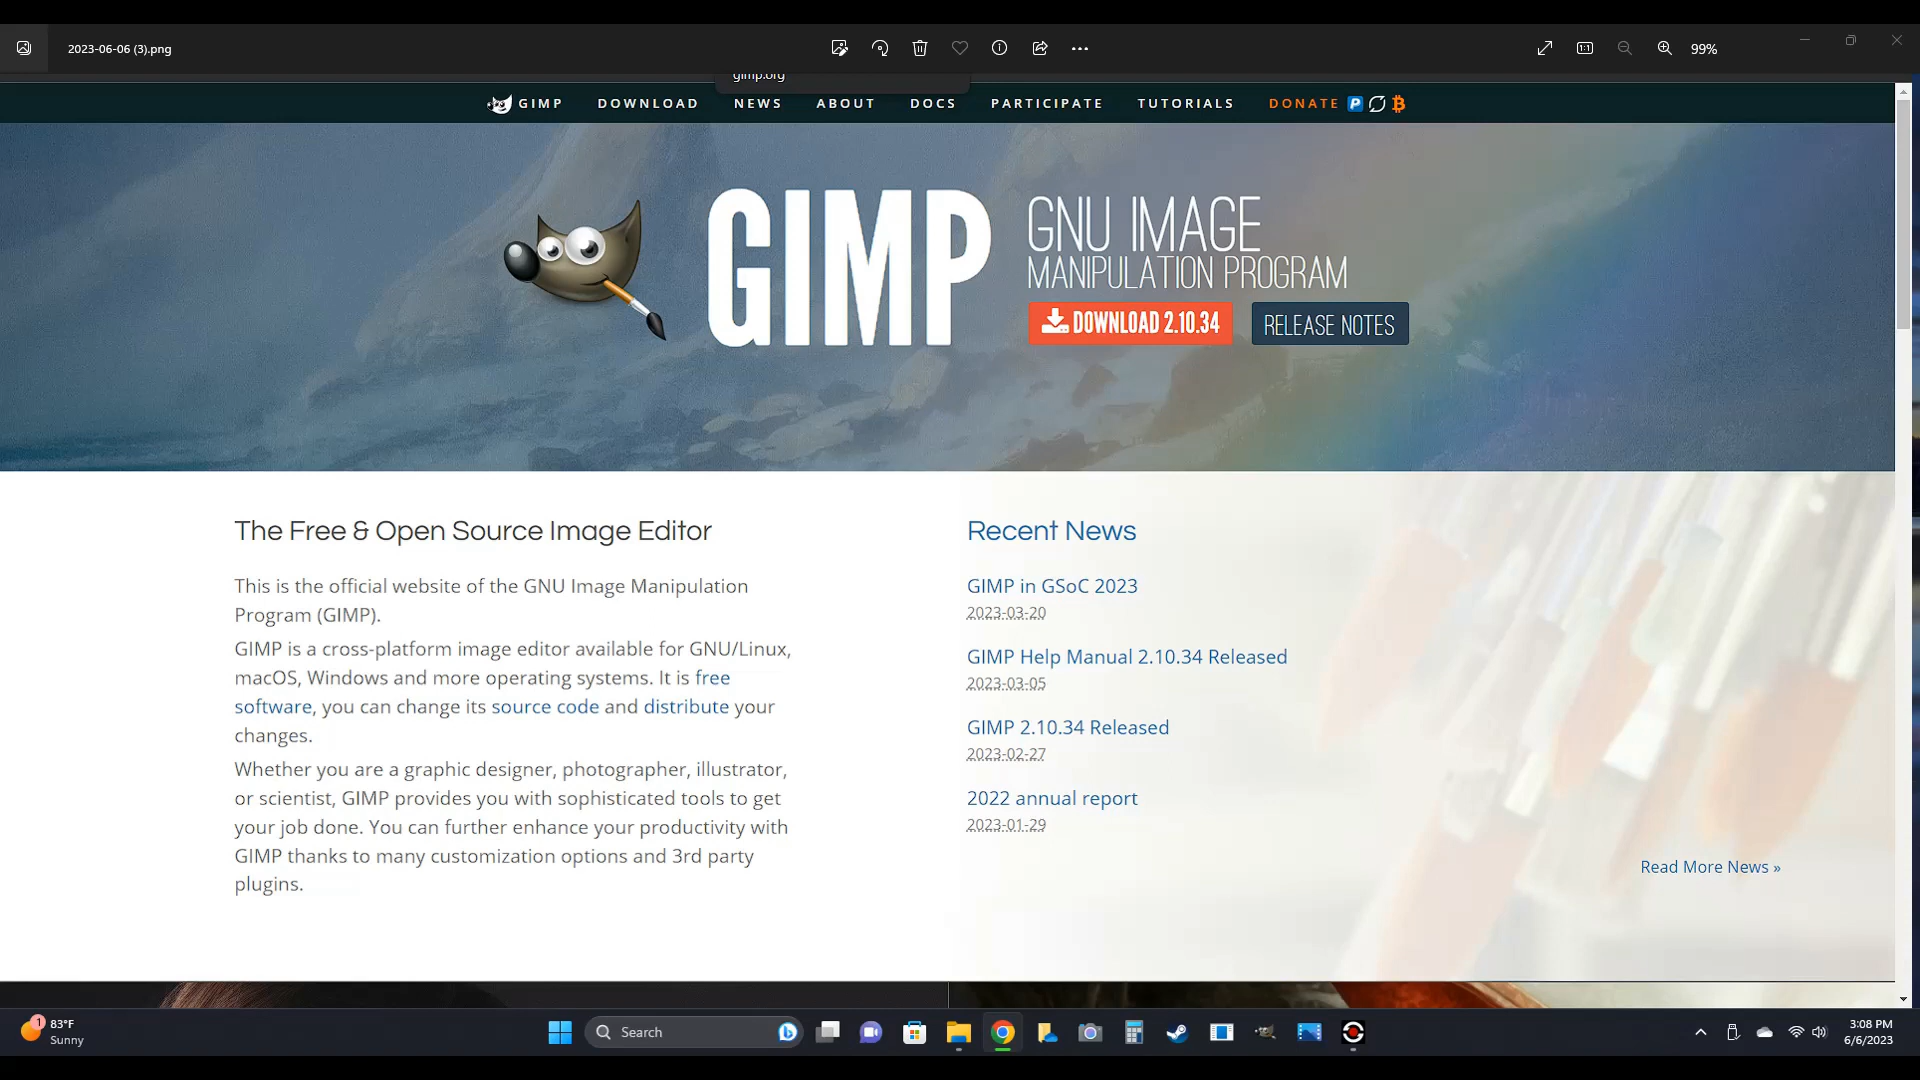 2023-06-06 (3).png
99%
gimp.org
GIMP DOWNLOAD NEWS ABOUT DOCS PARTICIPATE TUTORIALS DONATE
GIMP
GNU IMAGE
MANIPULATION PROGRAM
DOWNLOAD 2.10.34
RELEASE NOTES
The Free & Open Source Image Editor
This is the official website of the GNU Image Manipulation
Program (GIMP).
GIMP is a cross-platform image editor available for GNU/Linux,
macOS, Windows and more operating systems. It is free
software, you can change its source code and distribute your
changes.
Whether you are a graphic designer, photographer, illustrator,
or scientist, GIMP provides you with sophisticated tools to get
your job done. You can further enhance your productivity with
GIMP thanks to many customization options and 3rd party
plugins.
Recent News
GIMP in GSoC 2023
2023-03-20
GIMP Help Manual 2.10.34 Released
2023-03-05
GIMP 2.10.34 Released
2023-02-27
2022 annual report
2023-01-29
Read More News »
1
83°F
Sunny
Search
3:08 PM
6/6/2023